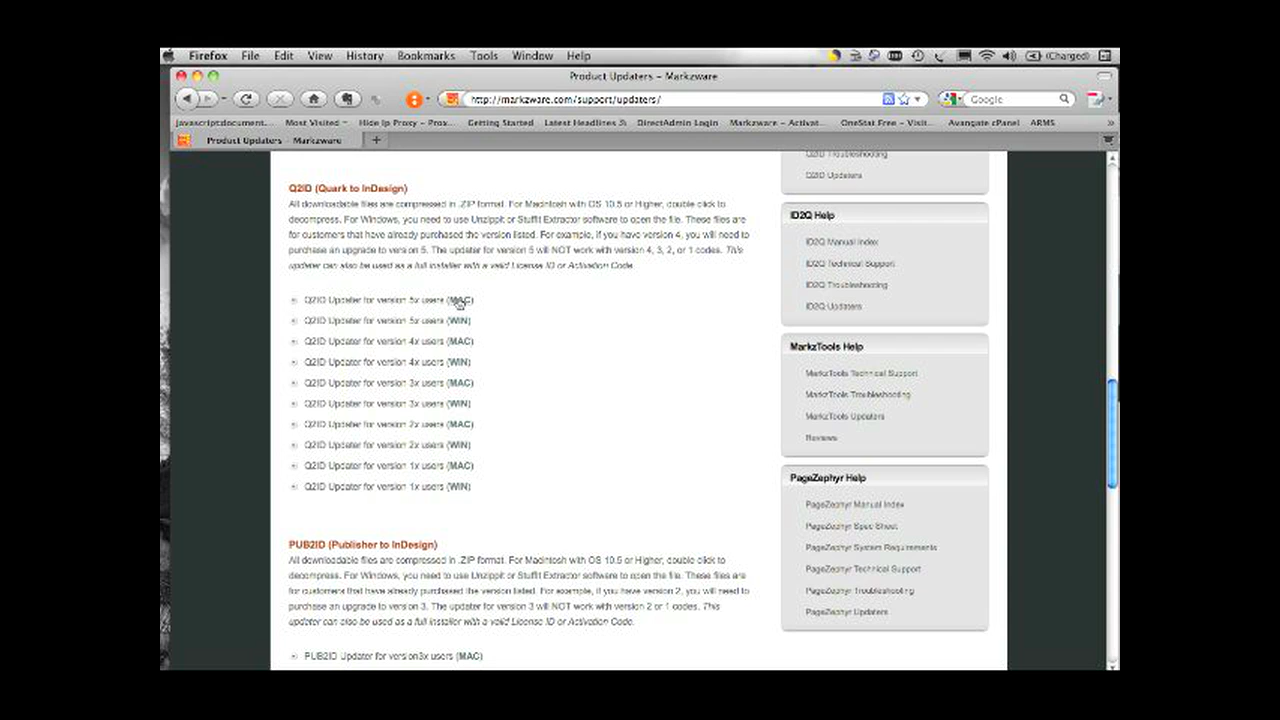 Firefox File Edit View History Bookmarks Tools Window Help (Charged)
Product Updaters – Markzware
http://markzware.com/support/updaters/
Google
javascript:document... Most Visited Hide Ip Proxy – Prox... Getting Started Latest Headlines DirectAdmin Login Markzware – Activat... OneStat Free – Visit... Avangate cPanel ARMS »
Product Updaters – Markzware +
Q2ID (Quark to InDesign)
All downloadable files are compressed in .ZIP format. For Macintosh with OS 10.5 or Higher, double click to
decompress. For Windows, you need to use Unzippit or Stuffit Extractor software to open the file. These files are
for customers that have already purchased the version listed. For example, if you have version 4, you will need to
purchase an upgrade to version 5. The updater for version 5 will NOT work with version 4, 3, 2, or 1 codes. This
updater can also be used as a full installer with a valid License ID or Activation Code.
Q2ID Updater for version 5x users (MAC)
Q2ID Updater for version 5x users (WIN)
Q2ID Updater for version 4x users (MAC)
Q2ID Updater for version 4x users (WIN)
Q2ID Updater for version 3x users (MAC)
Q2ID Updater for version 3x users (WIN)
Q2ID Updater for version 2x users (MAC)
Q2ID Updater for version 2x users (WIN)
Q2ID Updater for version 1x users (MAC)
Q2ID Updater for version 1x users (WIN)
PUB2ID (Publisher to InDesign)
All downloadable files are compressed in .ZIP format. For Macintosh with OS 10.5 or Higher, double click to
decompress. For Windows, you need to use Unzippit or Stuffit Extractor software to open the file. These files are
for customers that have already purchased the version listed. For example, if you have version 2, you will need to
purchase an upgrade to version 3. The updater for version 3 will NOT work with version 2 or 1 codes. This
updater can also be used as a full installer with a valid License ID or Activation Code.
PUB2ID Updater for version3x users (MAC)
Q2ID Troubleshooting
Q2ID Updaters
ID2Q Help
ID2Q Manual Index
ID2Q Technical Support
ID2Q Troubleshooting
ID2Q Updaters
MarkzTools Help
MarkzTools Technical Support
MarkzTools Troubleshooting
MarkzTools Updaters
Reviews
PageZephyr Help
PageZephyr Manual Index
PageZephyr Spec Sheet
PageZephyr System Requirements
PageZephyr Technical Support
PageZephyr Troubleshooting
PageZephyr Updaters